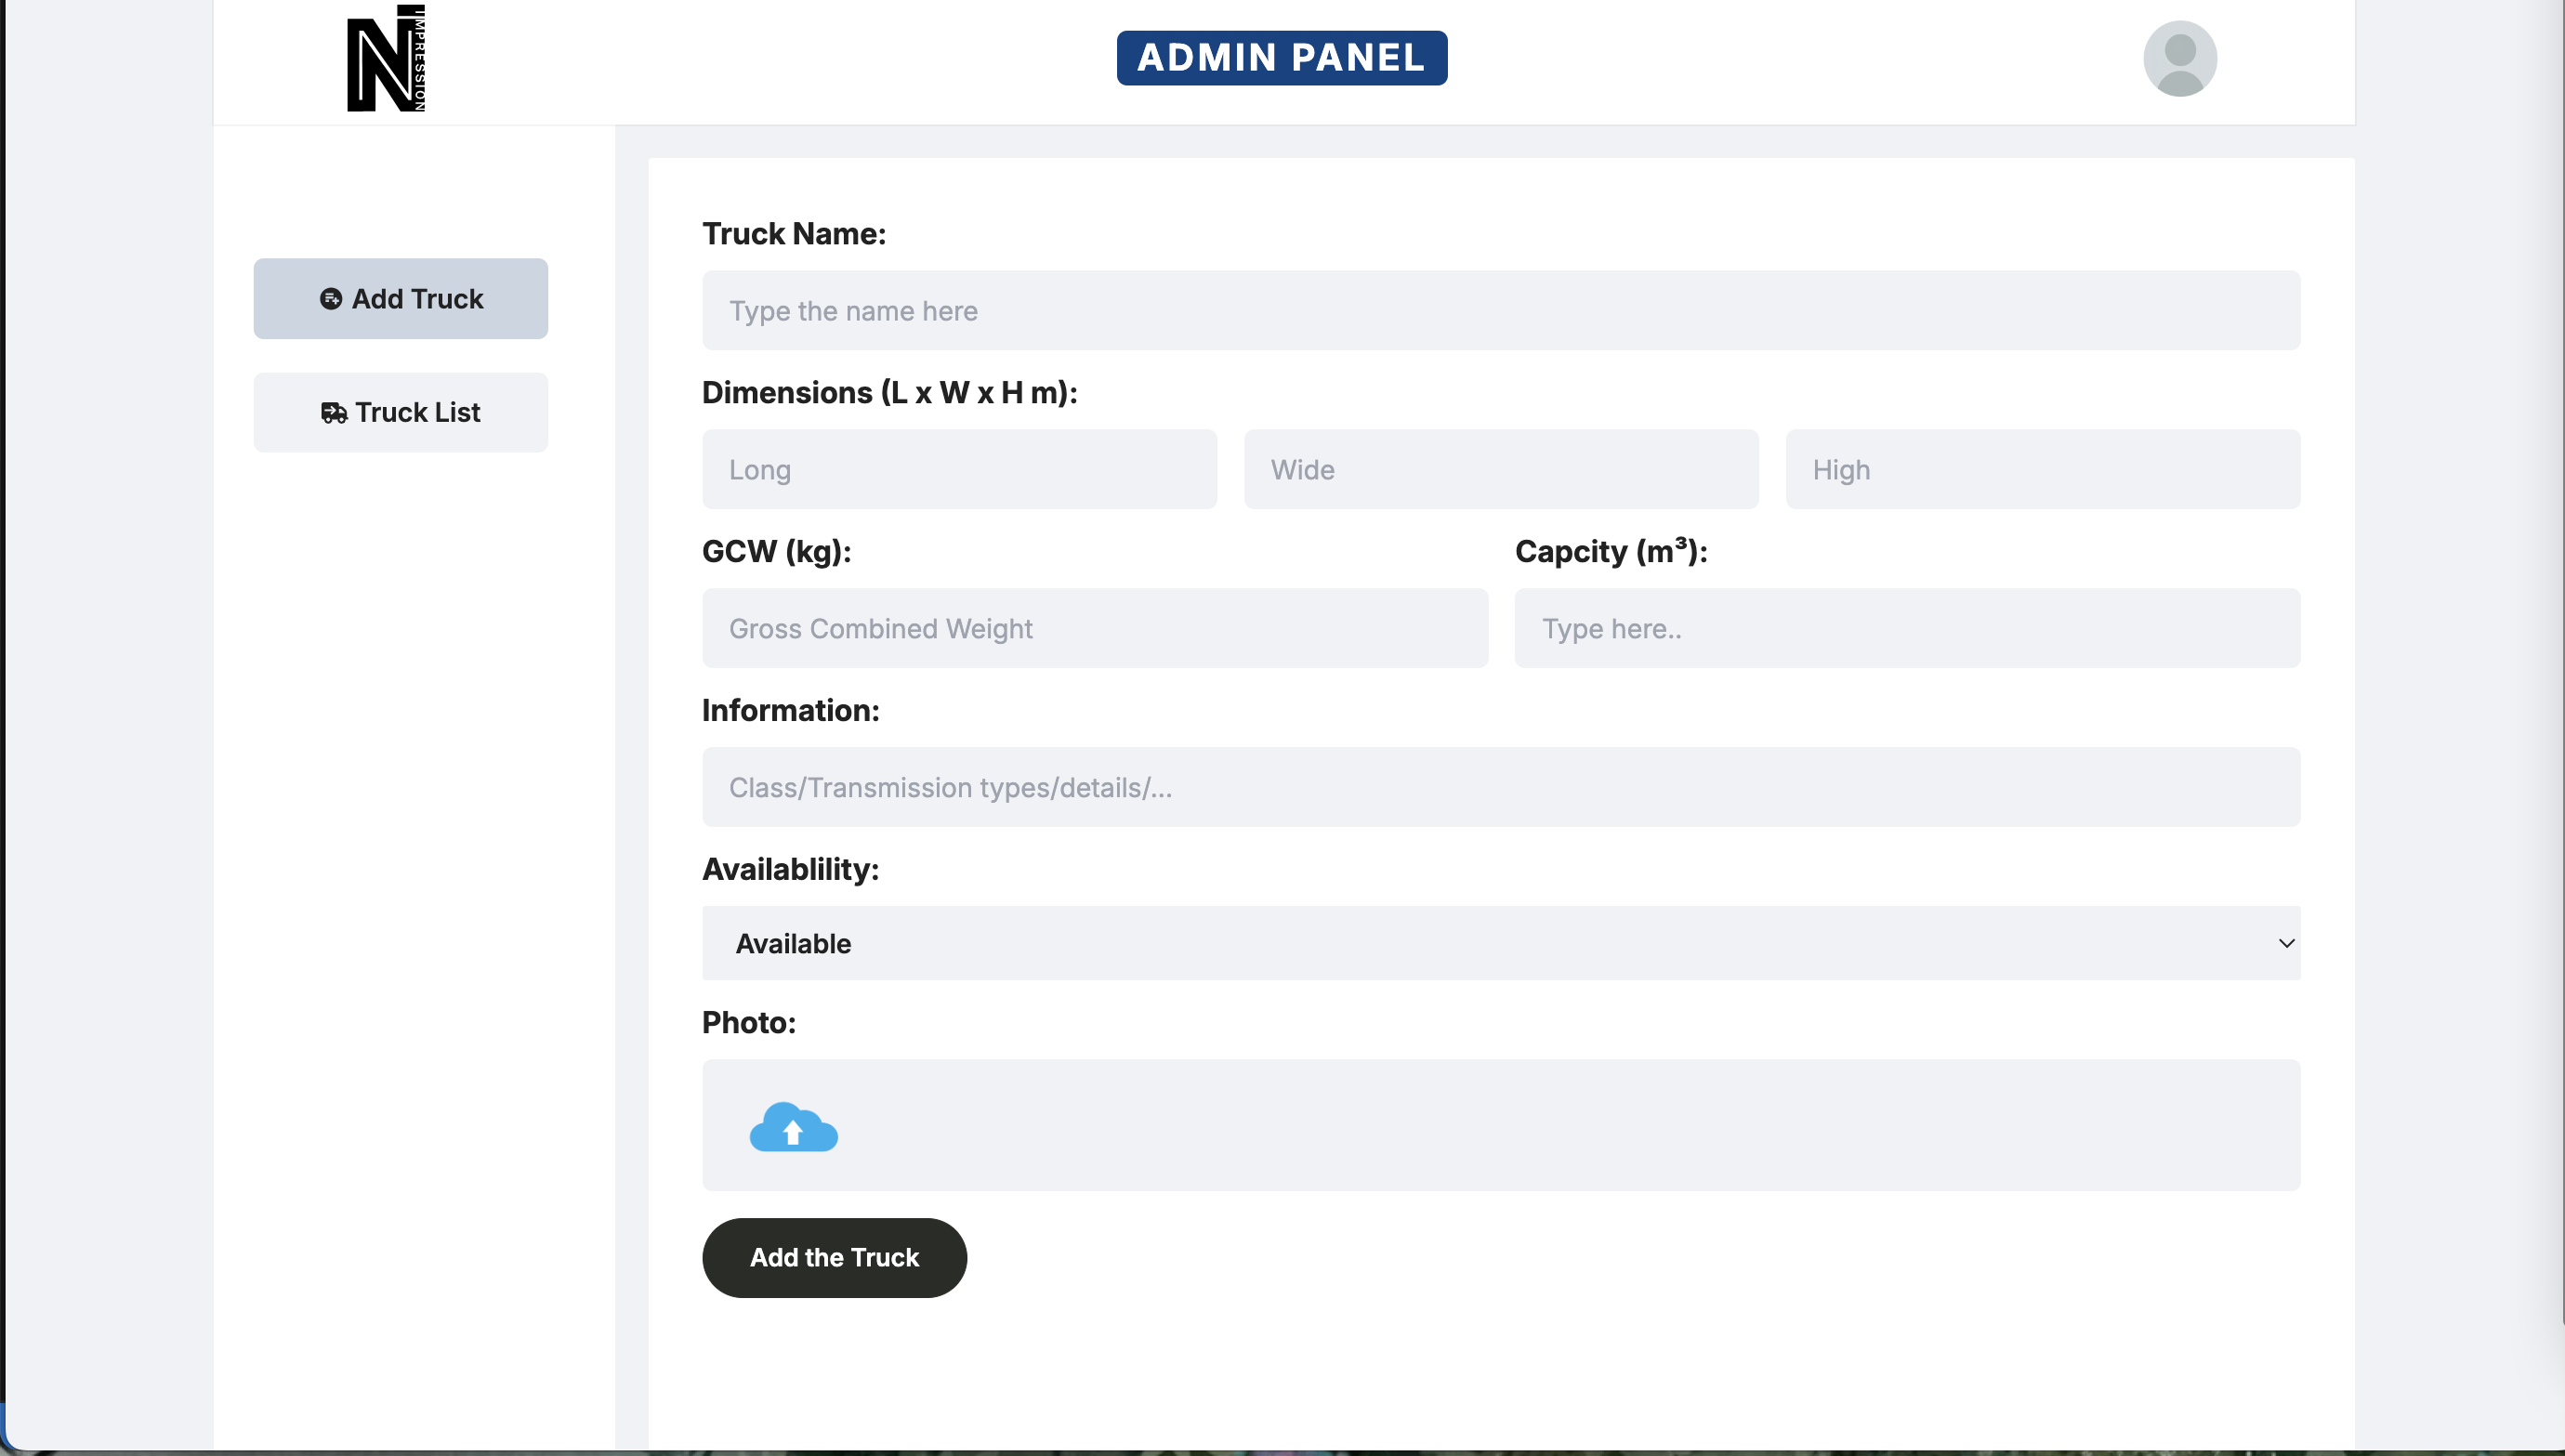 IMPRESSION
ADMIN PANEL
Add Truck
Truck List
Truck Name:
Type the name here
Dimensions (L x W x H m):
Long Wide High
GCW (kg): Capcity (m³):
Gross Combined Weight Type here..
Information:
Class/Transmission types/details/...
Availablility:
Available
Photo:
Add the Truck